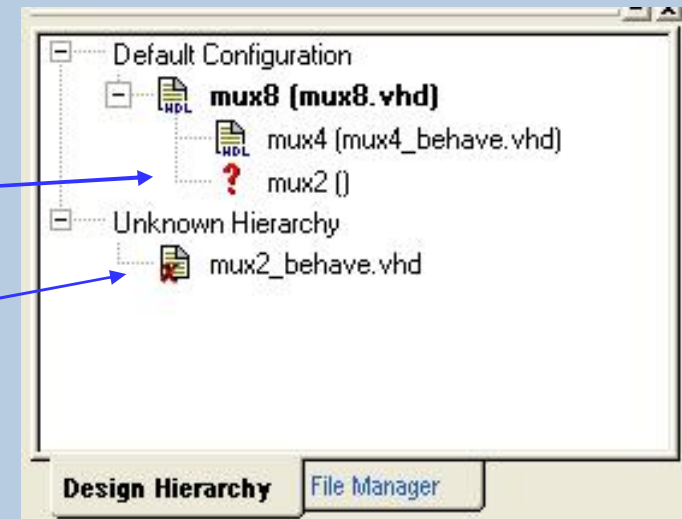 Default Configuration
mux8 (mux8.vhd)
mux4 (mux4_behave.vhd)
? mux2 ()
Unknown Hierarchy
mux2_behave.vhd
Design Hierarchy
File Manager